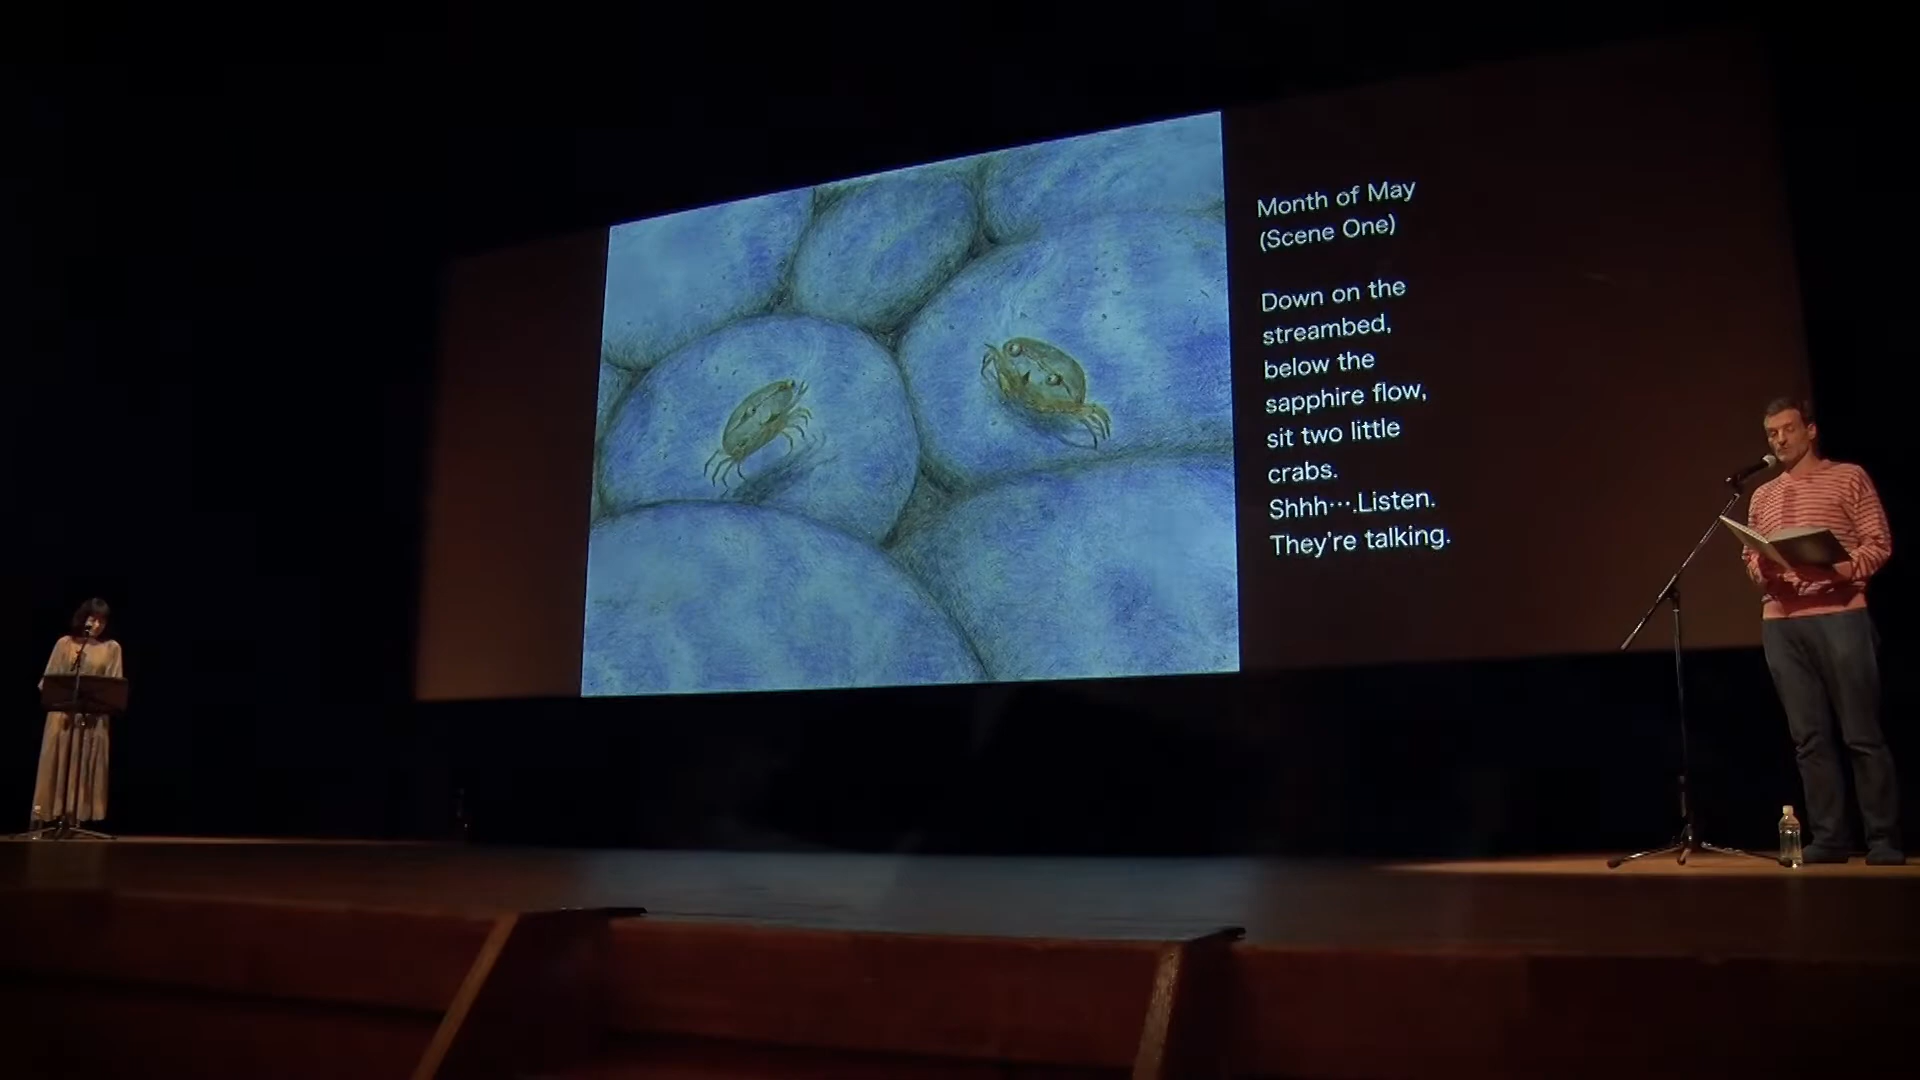 Month of May
(Scene One)
Down on the
streambed,
below the
sapphire flow,
sit two little
crabs.
Shhh⋯.Listen.
They're talking.